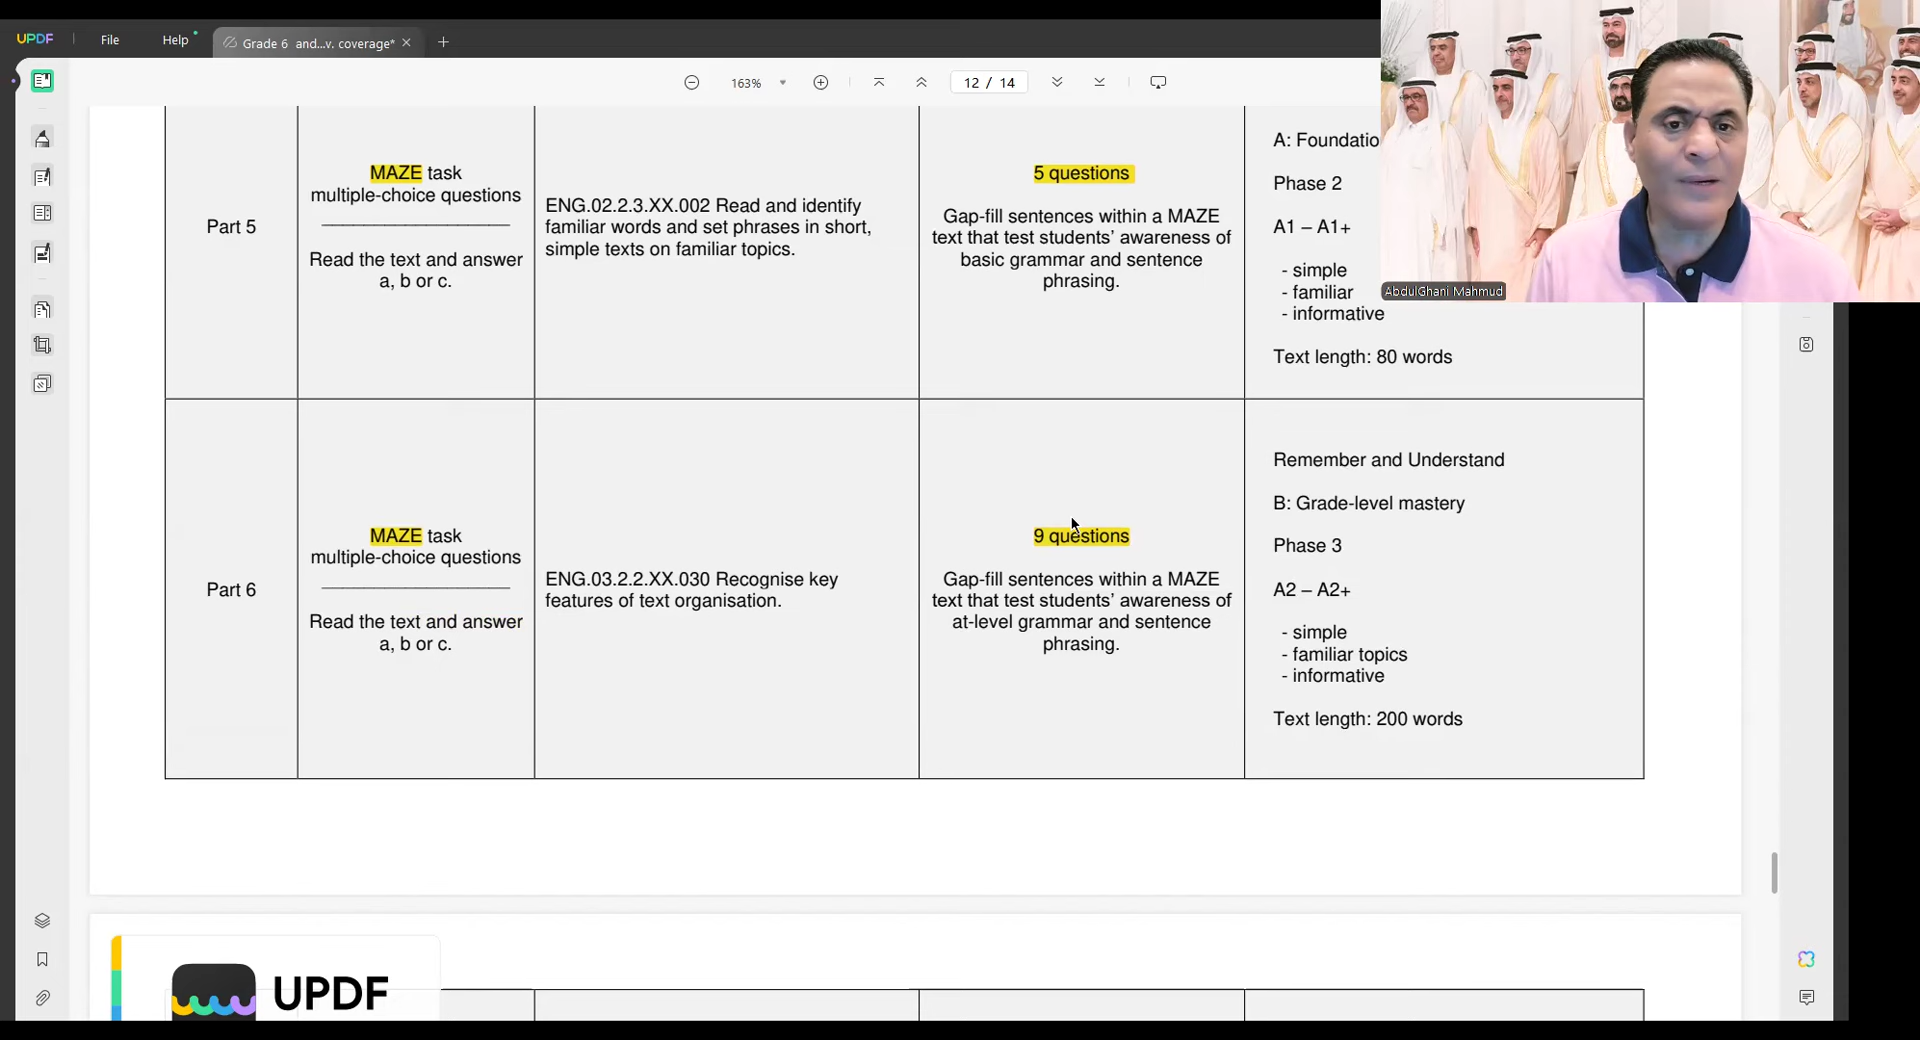 UPDF
File
Help
Grade 6 and...v. coverage*
163%
12 / 14
Part 5
MAZE task
multiple-choice questions
Read the text and answer
a, b or c.
ENG.02.2.3.XX.002 Read and identify
familiar words and set phrases in short,
simple texts on familiar topics.
5 questions
Gap-fill sentences within a MAZE
text that test students’ awareness of
basic grammar and sentence
phrasing.
A: Foundatio
Phase 2
A1 – A1+
- simple
- familiar
- informative
Text length: 80 words
AbdulGhani Mahmud
Part 6
MAZE task
multiple-choice questions
Read the text and answer
a, b or c.
ENG.03.2.2.XX.030 Recognise key
features of text organisation.
9 questions
Gap-fill sentences within a MAZE
text that test students’ awareness of
at-level grammar and sentence
phrasing.
Remember and Understand
B: Grade-level mastery
Phase 3
A2 – A2+
- simple
- familiar topics
- informative
Text length: 200 words
UPDF